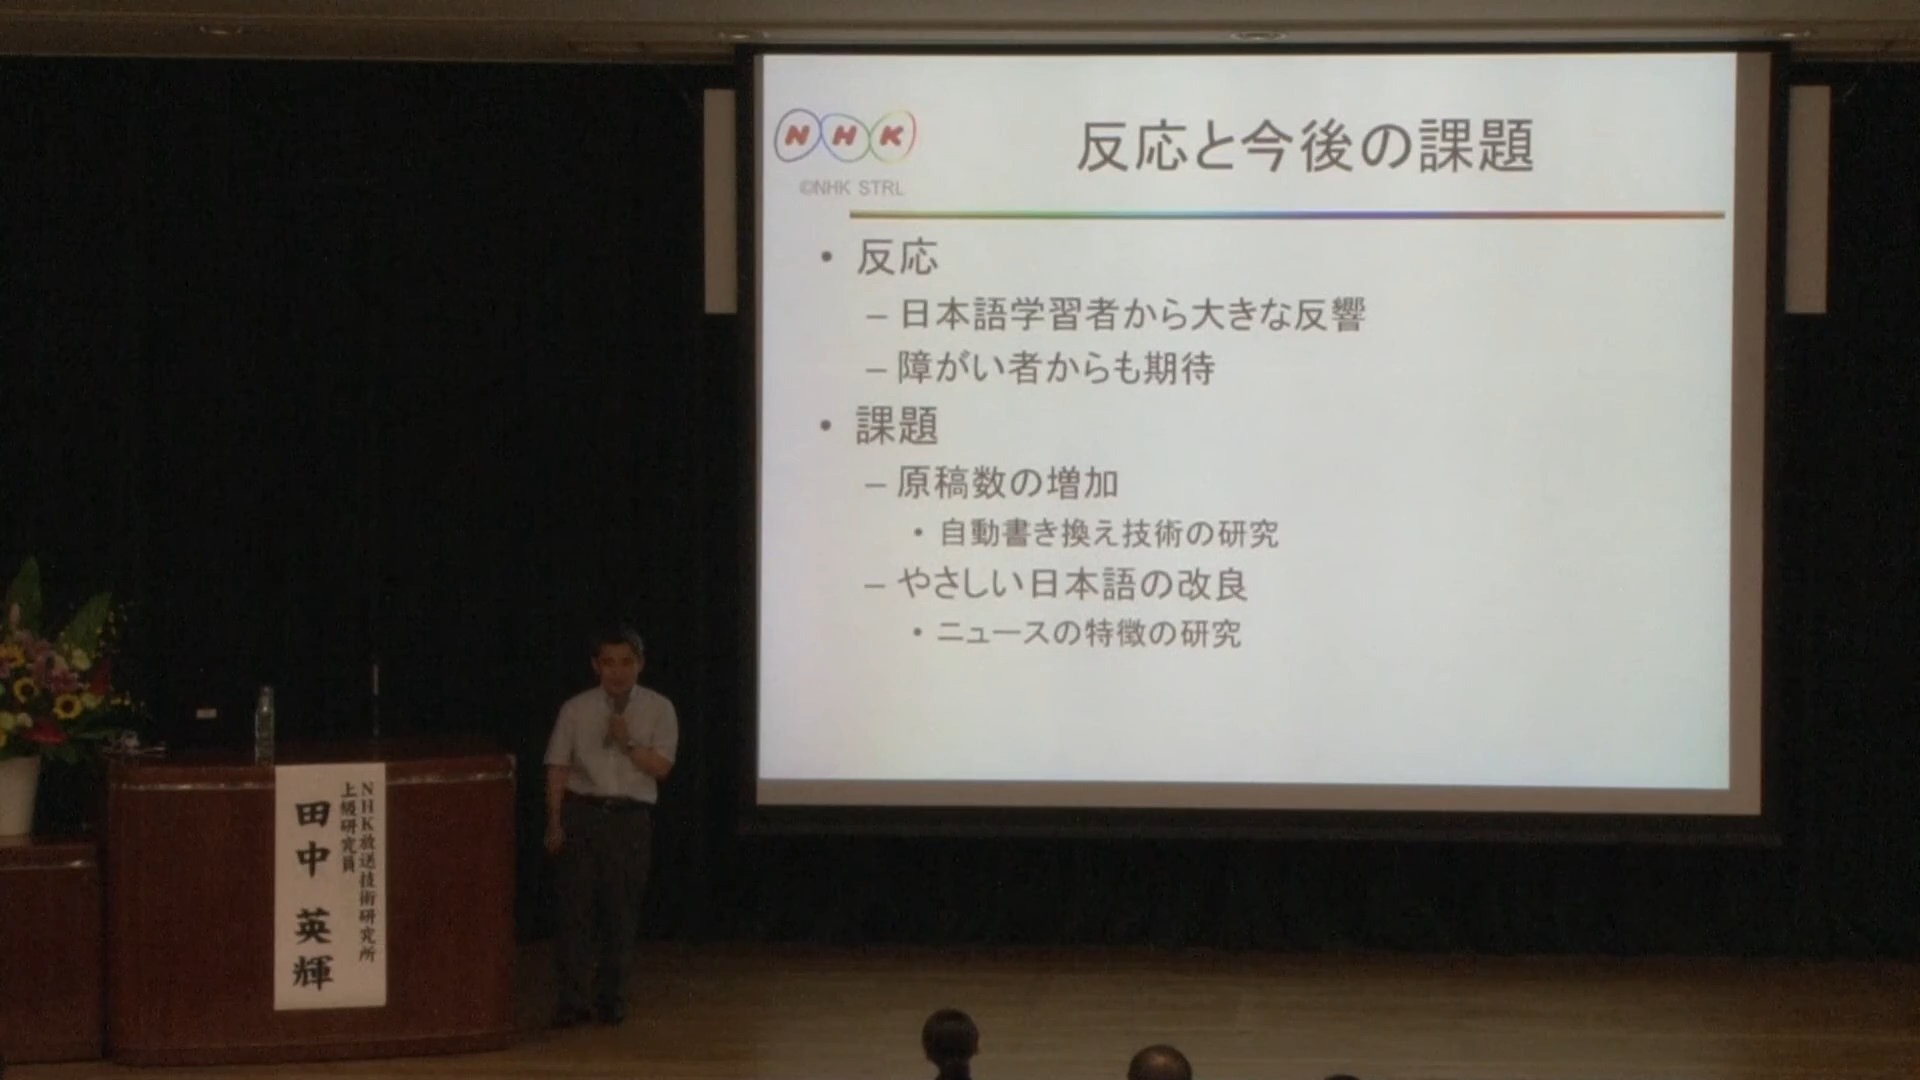 NHK
©NHK STRL
反応と今後の課題
• 反応
– 日本語学習者から大きな反響
– 障がい者からも期待
• 課題
– 原稿数の増加
• 自動書き換え技術の研究
– やさしい日本語の改良
• ニュースの特徴の研究
NHK放送技術研究所
上級研究員
田中 英輝